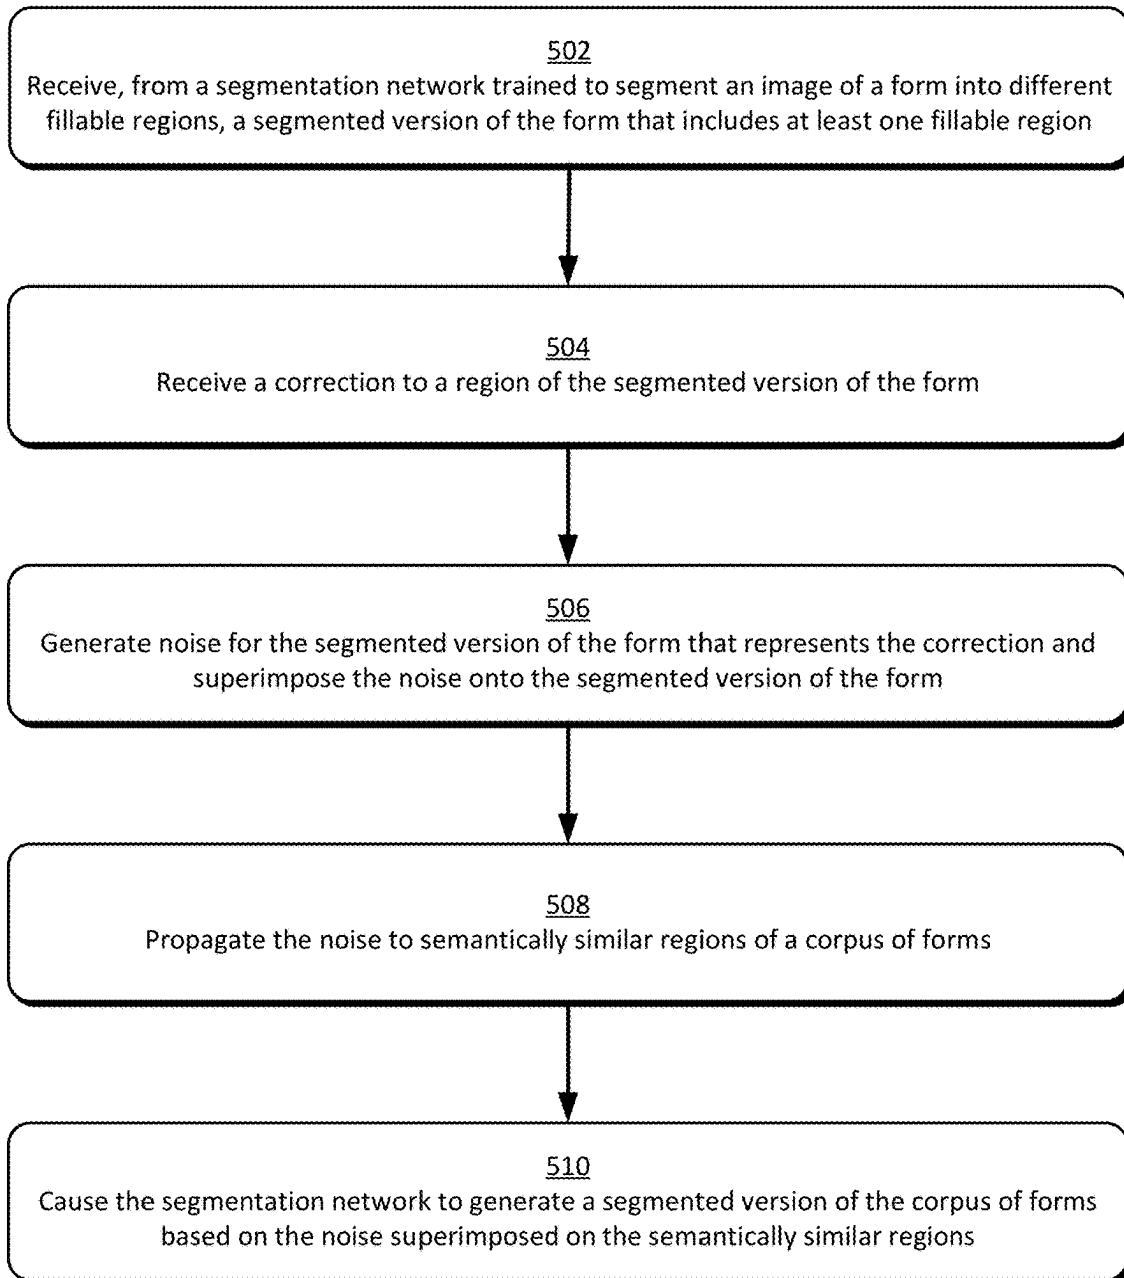 502
Receive, from a segmentation network trained to segment an image of a form into different
fillable regions, a segmented version of the form that includes at least one fillable region
504
Receive a correction to a region of the segmented version of the form
506
Generate noise for the segmented version of the form that represents the correction and
superimpose the noise onto the segmented version of the form
508
Propagate the noise to semantically similar regions of a corpus of forms
510
Cause the segmentation network to generate a segmented version of the corpus of forms
based on the noise superimposed on the semantically similar regions